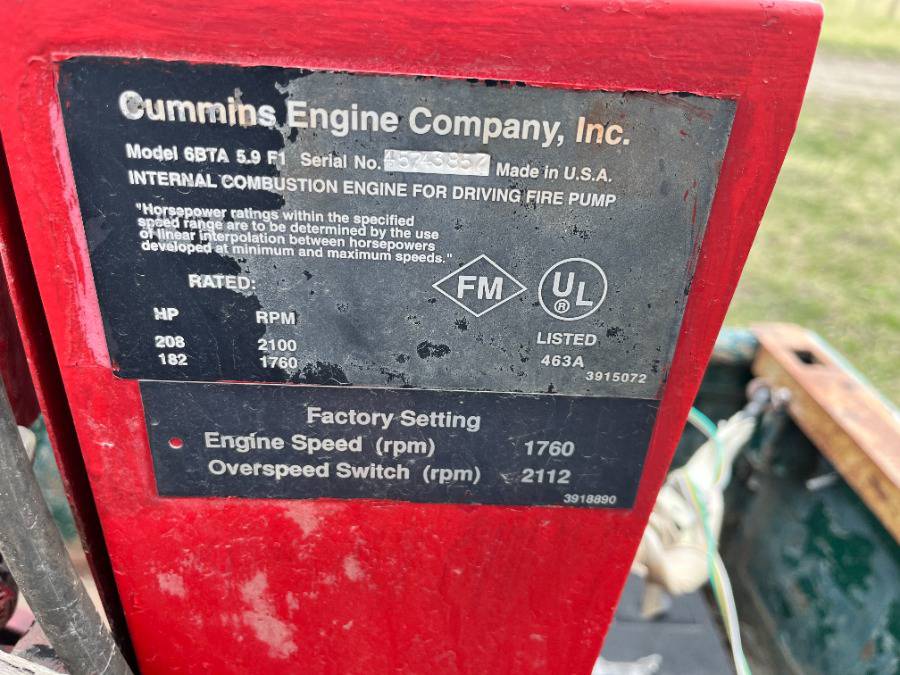 Cummins Engine Company, Inc.
Model 6BTA 5.9 F1 Serial No. 45743857 Made in U.S.A.
INTERNAL COMBUSTION ENGINE FOR DRIVING FIRE PUMP
"Horsepower ratings within the specified
speed range are to be determined by the use
of linear interpolation between horsepowers
developed at minimum and maximum speeds."
RATED:
FM
UL
®
HP RPM
LISTED
208 2100
182 1760
463A
3915072
Factory Setting
Engine Speed (rpm) 1760
Overspeed Switch (rpm) 2112
3918890